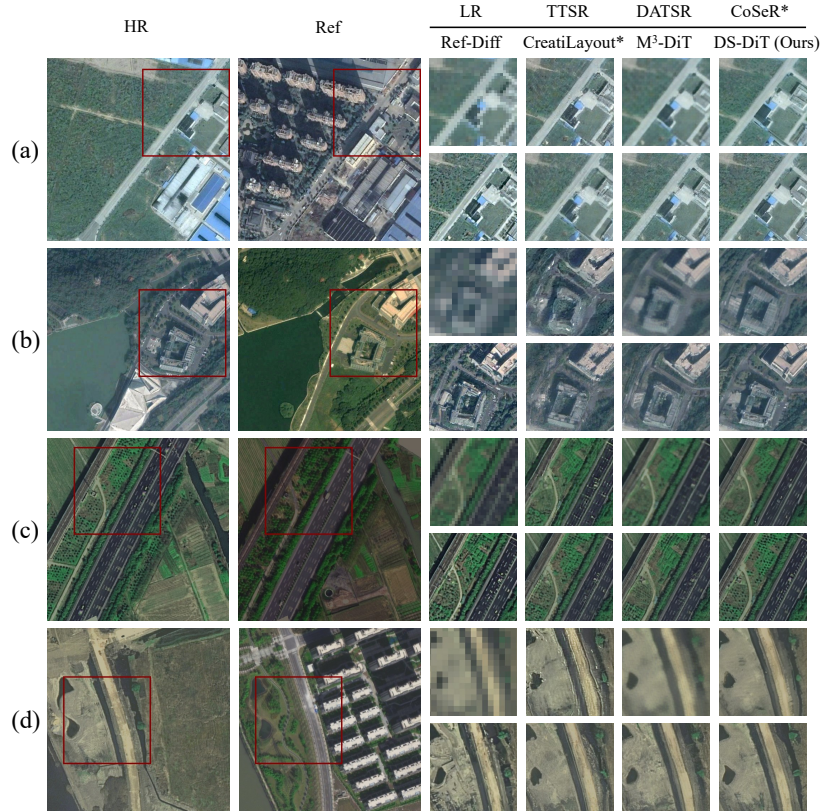 HR
Ref
LR
TTSR
DATSR
CoSeR*
Ref-Diff
CreatiLayout*
M³-DiT
DS-DiT (Ours)
(a)
(b)
(c)
(d)